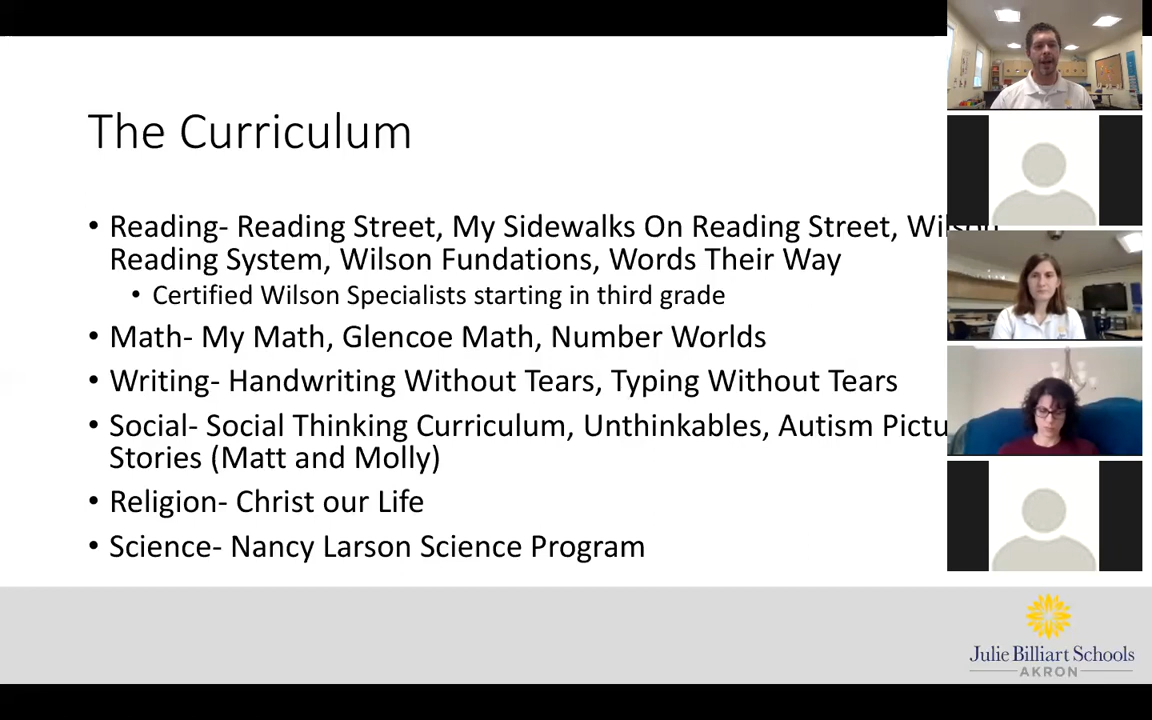 The Curriculum
• Reading- Reading Street, My Sidewalks On Reading Street, Wilson
Reading System, Wilson Fundations, Words Their Way
• Certified Wilson Specialists starting in third grade
• Math- My Math, Glencoe Math, Number Worlds
• Writing- Handwriting Without Tears, Typing Without Tears
• Social- Social Thinking Curriculum, Unthinkables, Autism
Stories (Matt and Molly)
• Religion- Christ our Life
• Science- Nancy Larson Science Program
Julie Billiart Schools
AKRON